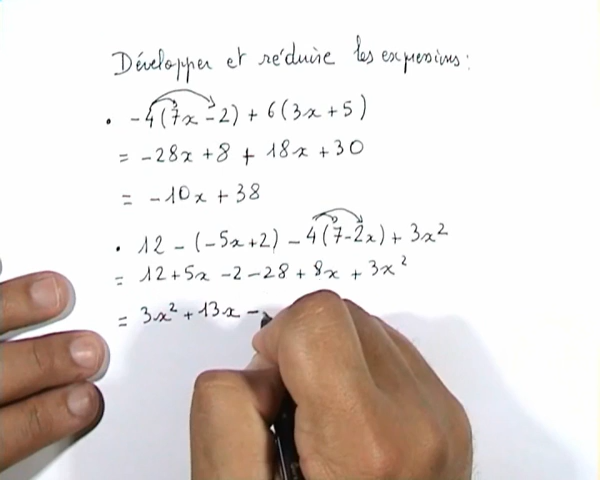 Développer et réduire les expressions :
• -4(7x-2) + 6(3x+5)
= -28x+8 + 18x+30
= -10x+38
• 12 - (-5x+2) - 4(7-2x) + 3x²
= 12+5x -2-28 + 8x + 3x²
= 3x² + 13x -